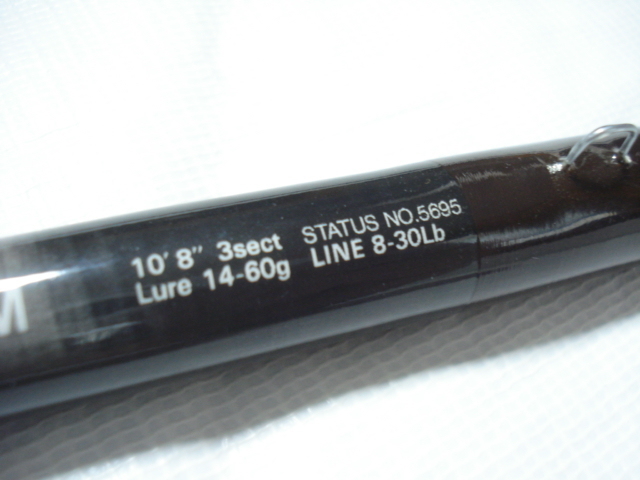 10' 8" 3sect STATUS NO.5695
Lure 14-60g LINE 8-30Lb
M